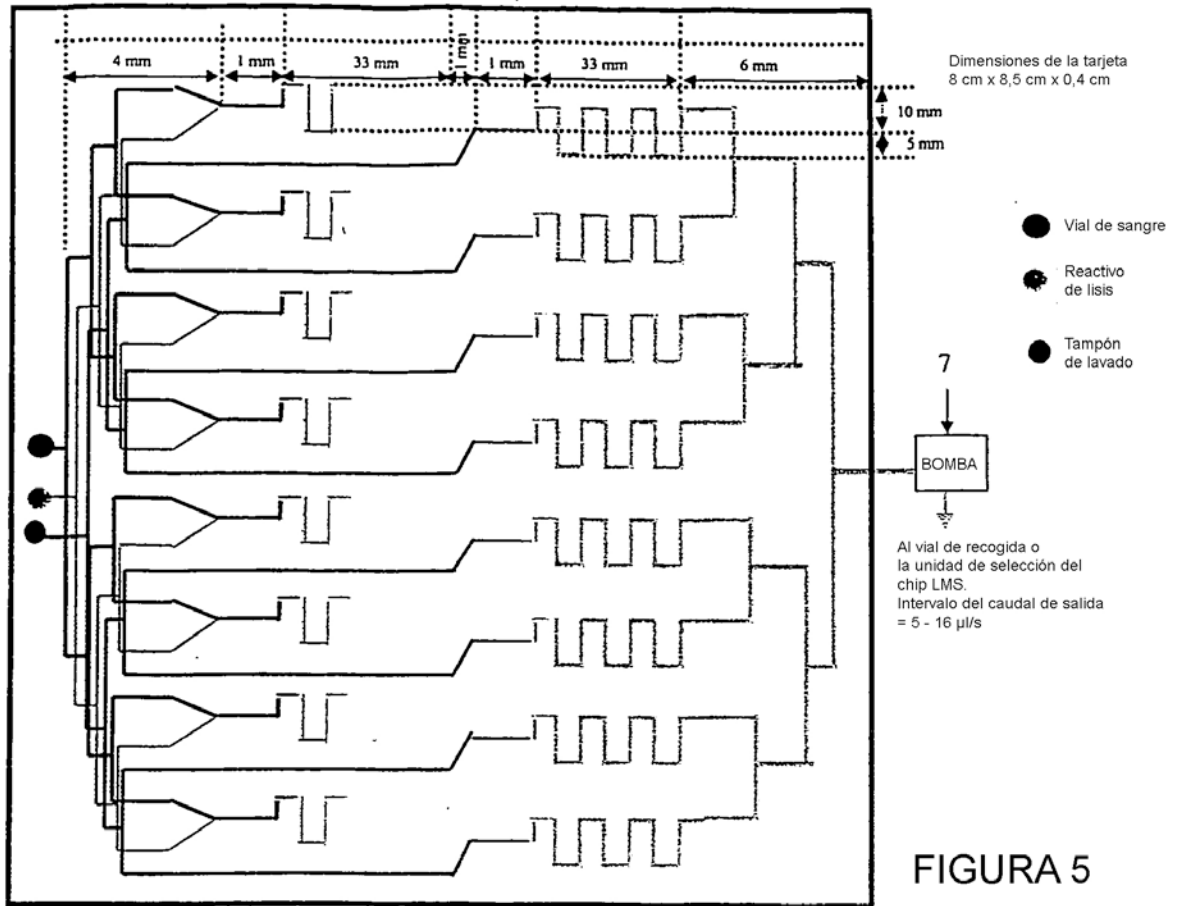 4 mm
1 mm
33 mm
1 mm
1 mm
33 mm
6 mm
10 mm
5 mm
Dimensiones de la tarjeta
8 cm x 8,5 cm x 0,4 cm
Vial de sangre
Reactivo
de lisis
Tampón
de lavado
7
BOMBA
Al vial de recogida o
la unidad de selección del
chip LMS.
Intervalo del caudal de salida
= 5 - 16 µl/s
FIGURA 5